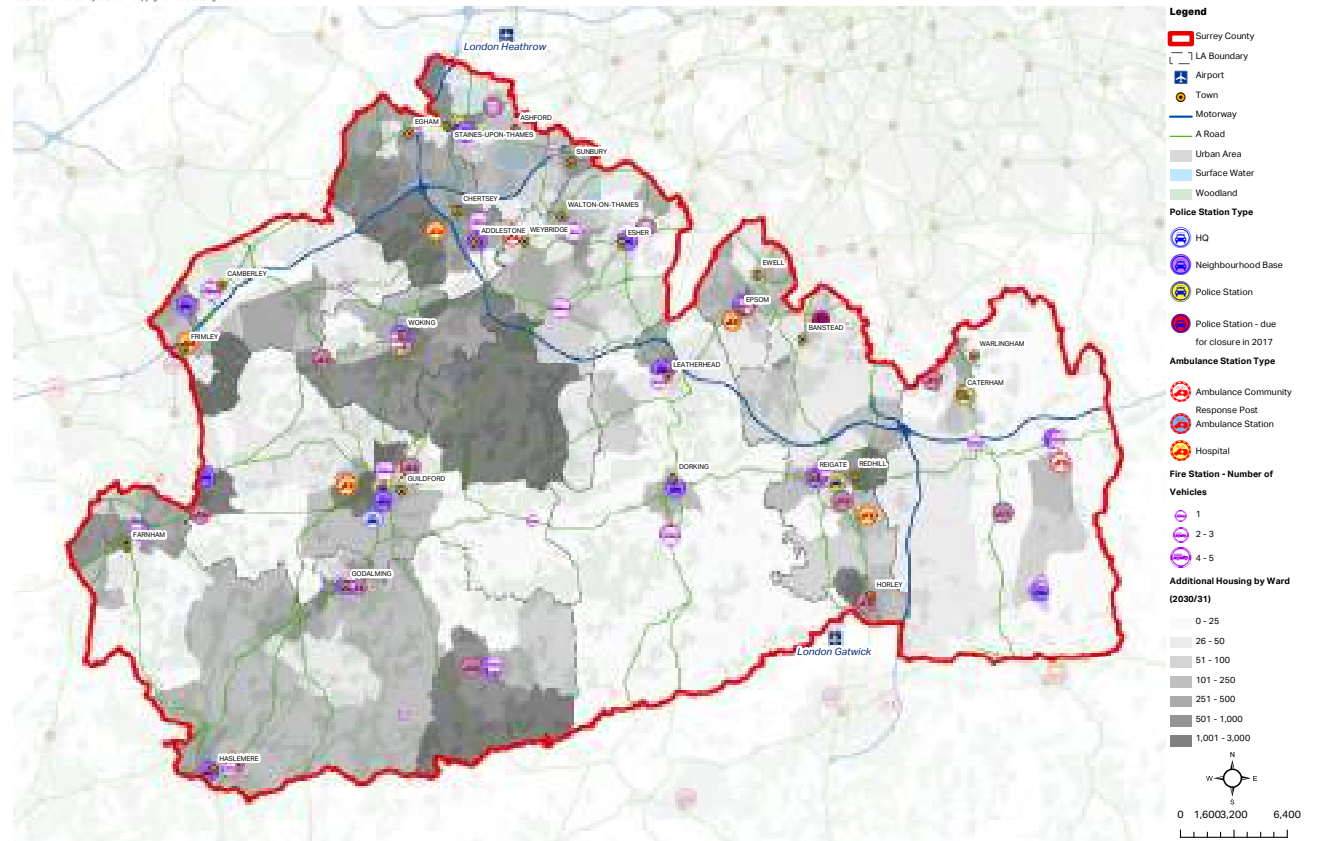 London Heathrow
EGHAM
ASHFORD
STAINES-UPON-THAMES
SUNBURY
CHERTSEY
WALTON-ON-THAMES
ADDLESTONE
WEYBRIDGE
ESHER
EWELL
CAMBERLEY
EPSOM
BANSTEAD
WOKING
FRIMLEY
WARLINGHAM
LEATHERHEAD
CATERHAM
DORKING
REIGATE
REDHILL
GUILDFORD
FARNHAM
GODALMING
HORLEY
London Gatwick
HASLEMERE
Legend
Surrey County
LA Boundary
Airport
Town
Motorway
A Road
Urban Area
Surface Water
Woodland
Police Station Type
HQ
Neighbourhood Base
Police Station
Police Station - due
for closure in 2017
Ambulance Station Type
Ambulance Community
Response Post
Ambulance Station
Hospital
Fire Station - Number of
Vehicles
1
2 - 3
4 - 5
Additional Housing by Ward
(2030/31)
0 - 25
26 - 50
51 - 100
101 - 250
251 - 500
501 - 1,000
1,001 - 3,000
N
W E
S
0 1,6003,200 6,400